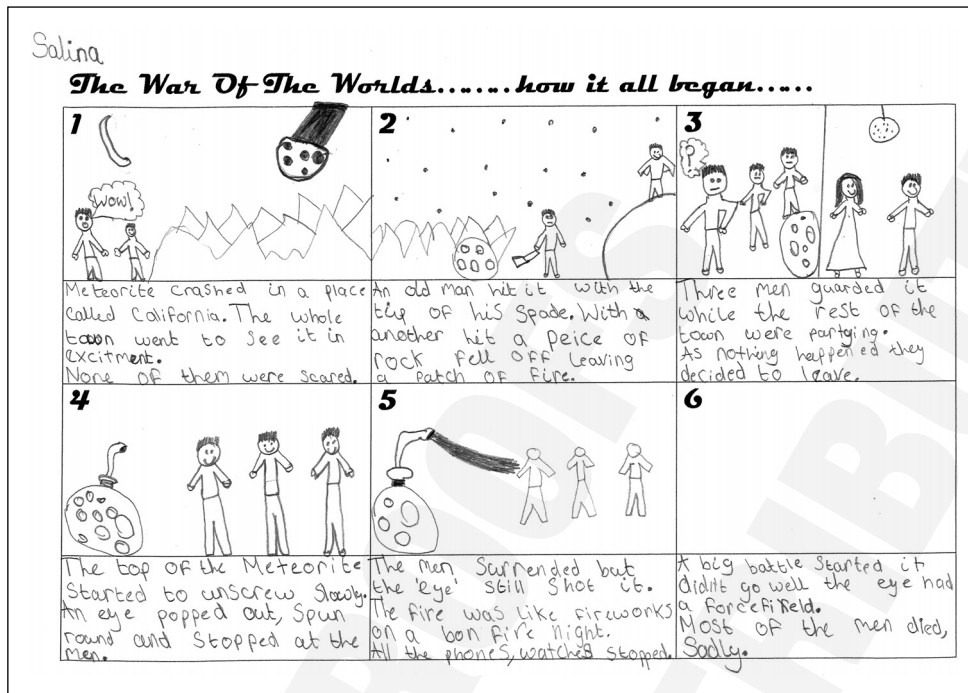 Salina
The War Of The Worlds.......how it all began......
1
wow!
Meteorite crashed in a place
called California. The whole
town went to see it in
excitment.
None of them were scared.
2
An old man hit it with the
tip of his spade. With a
another hit a peice of
rock fell off leaving
a patch of fire.
3
?
Three men guarded it
while the rest of the
town were partying.
As nothing happened they
decided to leave.
4
The top of the Meteorite
started to unscrew slowly.
An eye popped out, spun
round and stopped at the
men.
5
The men surrended but
the 'eye' still shot it.
The fire was like fireworks
on a bon fire night.
All the phones, watches stopped.
6
A big battle started it
didn't go well the eye had
a forcefireld.
Most of the men died,
Sadly.